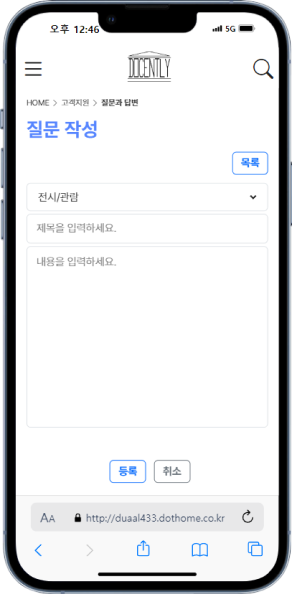 오후 12:46 5G
DOCENTLY
HOME > 고객지원 > 질문과 답변
질문 작성
목록
전시/관람
제목을 입력하세요.
내용을 입력하세요.
등록 취소
AA http://duaal433.dothome.co.kr